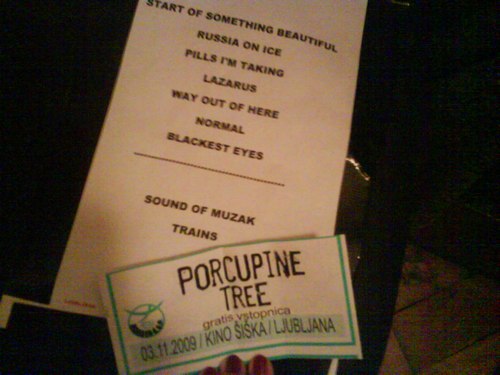 START OF SOMETHING BEAUTIFUL
RUSSIA ON ICE
PILLS I'M TAKING
LAZARUS
WAY OUT OF HERE
NORMAL
BLACKEST EYES
SOUND OF MUZAK
TRAINS
PORCUPINE
TREE
gratis vstopnica
03.11.2009 / KINO ŠIŠKA / LJUBLJANA